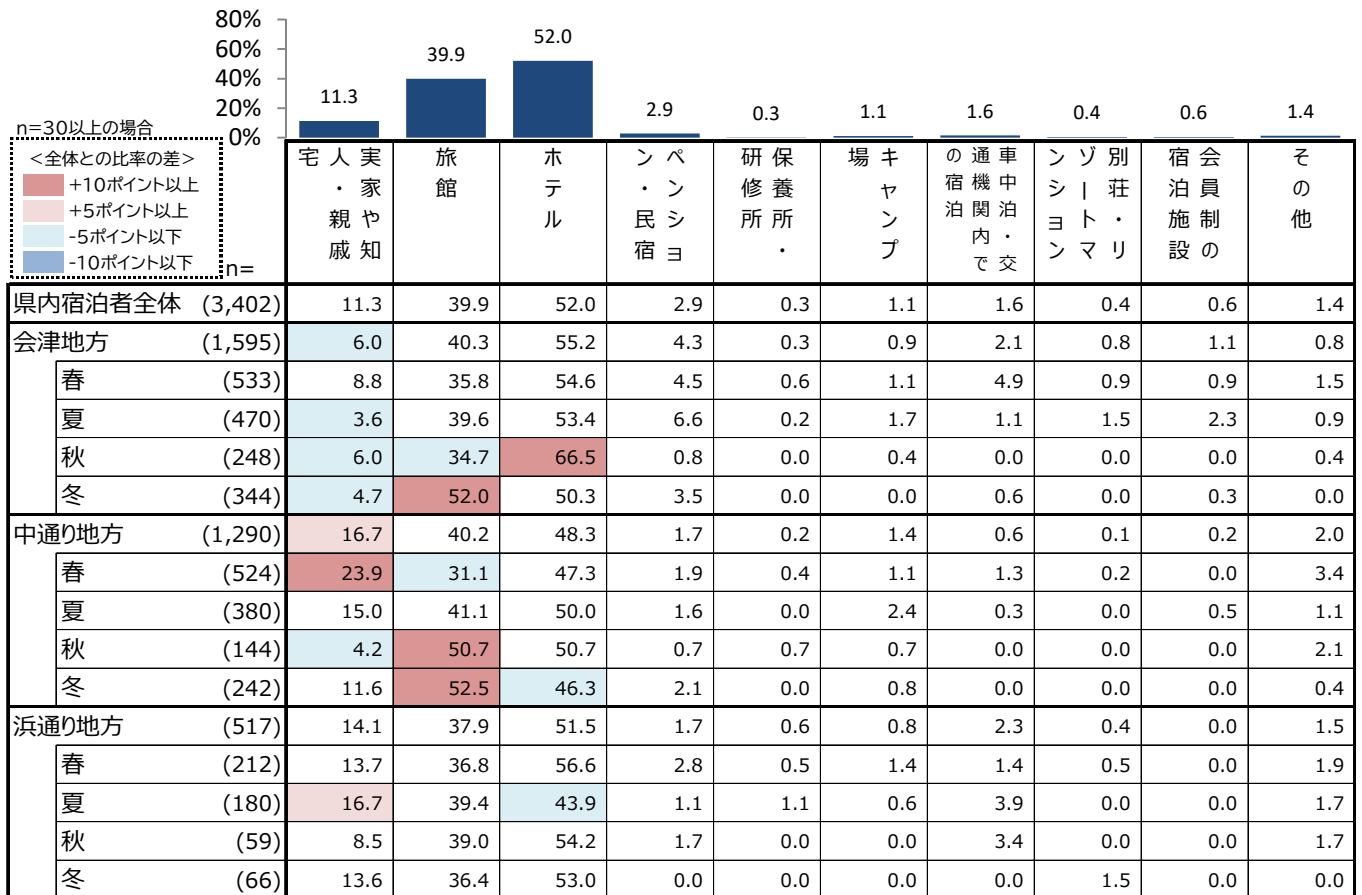 80%
60%
40%
20%
0%
11.3 39.9 52.0 2.9 0.3 1.1 1.6 0.4 0.6 1.4
n=30以上の場合
<全体との比率の差>
+10ポイント以上
+5ポイント以上
-5ポイント以下
-10ポイント以下
n=
実家や知人・親戚宅
旅館
ホテル
ペンション・民宿
保養所・研修所
キャンプ場
車中泊・交通機関内での宿泊
別荘・リゾートマンション
会員制の宿泊施設
その他
県内宿泊者全体 (3,402) 11.3 39.9 52.0 2.9 0.3 1.1 1.6 0.4 0.6 1.4
会津地方 (1,595) 6.0 40.3 55.2 4.3 0.3 0.9 2.1 0.8 1.1 0.8
春 (533) 8.8 35.8 54.6 4.5 0.6 1.1 4.9 0.9 0.9 1.5
夏 (470) 3.6 39.6 53.4 6.6 0.2 1.7 1.1 1.5 2.3 0.9
秋 (248) 6.0 34.7 66.5 0.8 0.0 0.4 0.0 0.0 0.0 0.4
冬 (344) 4.7 52.0 50.3 3.5 0.0 0.0 0.6 0.0 0.3 0.0
中通り地方 (1,290) 16.7 40.2 48.3 1.7 0.2 1.4 0.6 0.1 0.2 2.0
春 (524) 23.9 31.1 47.3 1.9 0.4 1.1 1.3 0.2 0.0 3.4
夏 (380) 15.0 41.1 50.0 1.6 0.0 2.4 0.3 0.0 0.5 1.1
秋 (144) 4.2 50.7 50.7 0.7 0.7 0.7 0.0 0.0 0.0 2.1
冬 (242) 11.6 52.5 46.3 2.1 0.0 0.8 0.0 0.0 0.0 0.4
浜通り地方 (517) 14.1 37.9 51.5 1.7 0.6 0.8 2.3 0.4 0.0 1.5
春 (212) 13.7 36.8 56.6 2.8 0.5 1.4 1.4 0.5 0.0 1.9
夏 (180) 16.7 39.4 43.9 1.1 1.1 0.6 3.9 0.0 0.0 1.7
秋 (59) 8.5 39.0 54.2 1.7 0.0 0.0 3.4 0.0 0.0 1.7
冬 (66) 13.6 36.4 53.0 0.0 0.0 0.0 0.0 1.5 0.0 0.0